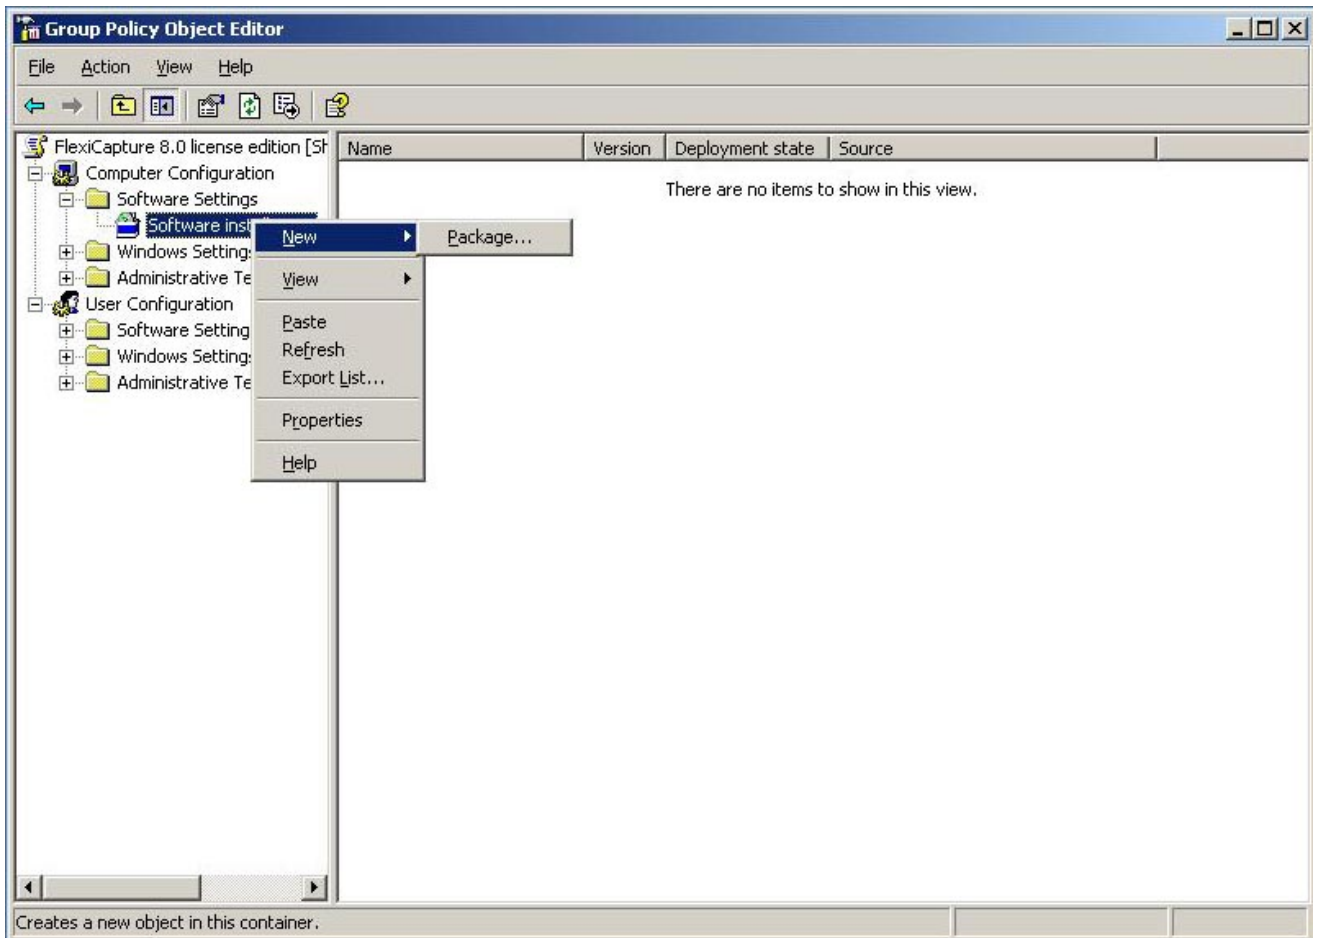 Group Policy Object Editor
File Action View Help
FlexiCapture 8.0 license edition [Sh
Name Version Deployment state Source
Computer Configuration
There are no items to show in this view.
Software Settings
Software inst
New Package...
Windows Setting
Administrative Te
View
User Configuration
Software Setting
Paste
Windows Setting
Refresh
Administrative Te
Export List...
Properties
Help
Creates a new object in this container.